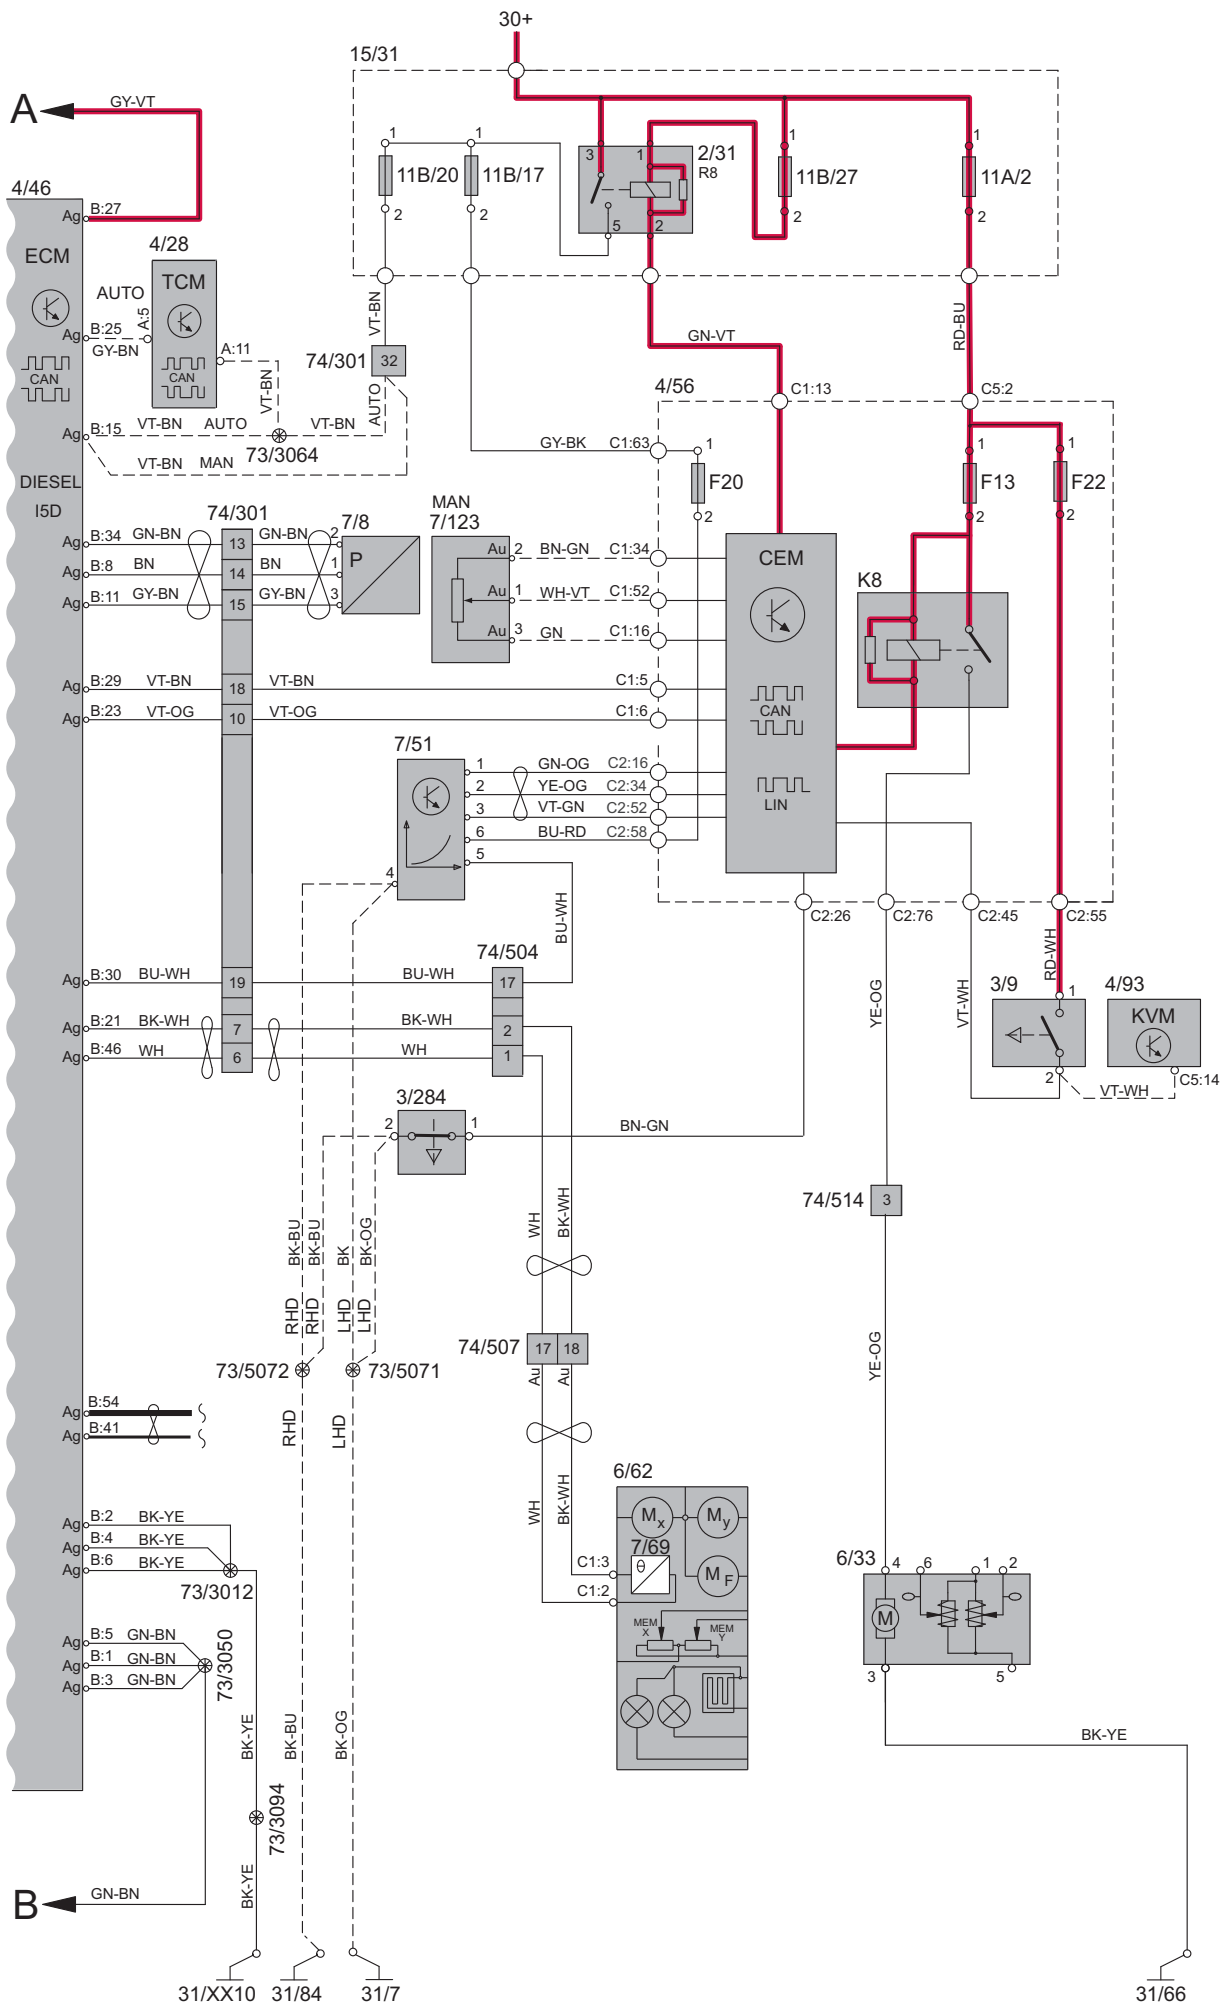 30+
15/31
A
GY-VT
1
1
3
1
2/31
R8
1
1
4/46
11B/20
11B/17
11B/27
11A/2
Ag B:27
2
2
5
2
2
2
ECM
4/28
TCM
AUTO
A:5
VT-BN
GN-VT
RD-BU
Ag B:25
GY-BN
A:11
74/301
32
CAN
CAN
VT-BN
AUTO
4/56
C1:13
C5:2
Ag B:15
VT-BN
AUTO
VT-BN
73/3064
GY-BK
C1:63
1
1
1
VT-BN
MAN
F20
F13
F22
DIESEL
I5D
74/301
7/8
MAN
7/123
2
2
2
Ag B:34
GN-BN
13
GN-BN
2
P
Au 2
BN-GN
C1:34
CEM
K8
Ag B:8
BN
14
BN
1
Au 1
WH-VT
C1:52
Ag B:11
GY-BN
15
GY-BN
3
Au 3
GN
C1:16
Ag B:29
VT-BN
18
VT-BN
C1:5
Ag B:23
VT-OG
10
VT-OG
C1:6
CAN
7/51
1
GN-OG
C2:16
2
YE-OG
C2:34
3
VT-GN
C2:52
LIN
6
BU-RD
C2:58
5
4
BU-WH
C2:26
C2:76
C2:45
C2:55
74/504
Ag B:30
BU-WH
19
BU-WH
17
YE-OG
VT-WH
RD-WH
3/9
1
4/93
KVM
Ag B:21
BK-WH
7
BK-WH
2
Ag B:46
WH
6
WH
1
2
VT-WH
C5:14
3/284
2
1
BN-GN
74/514
3
BK-BU
BK-BU
BK
BK-OG
WH
BK-WH
RHD
RHD
LHD
LHD
74/507
17
18
YE-OG
73/5072
73/5071
Au
Au
Ag B:54
RHD
LHD
Ag B:41
6/62
WH
BK-WH
Mx
My
Ag B:2
BK-YE
Ag B:4
BK-YE
7/69
C1:3
θ
MF
6/33
4
6
1
2
Ag B:6
BK-YE
73/3012
C1:2
M
MEM
X
MEM
Y
Ag B:5
GN-BN
Ag B:1
GN-BN
73/3050
3
5
Ag B:3
GN-BN
BK-YE
BK-BU
BK-OG
BK-YE
73/3094
BK-YE
B
GN-BN
31/XX10
31/84
31/7
31/66